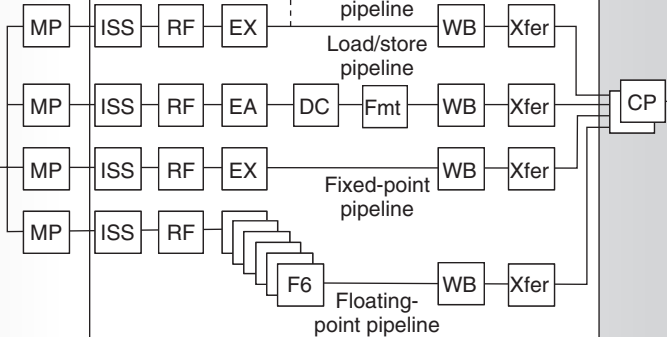 pipeline
MP ISS RF EX WB Xfer
Load/store
pipeline
MP ISS RF EA DC Fmt WB Xfer
CP
MP ISS RF EX WB Xfer
Fixed-point
pipeline
MP ISS RF
F6 WB Xfer
Floating-
point pipeline